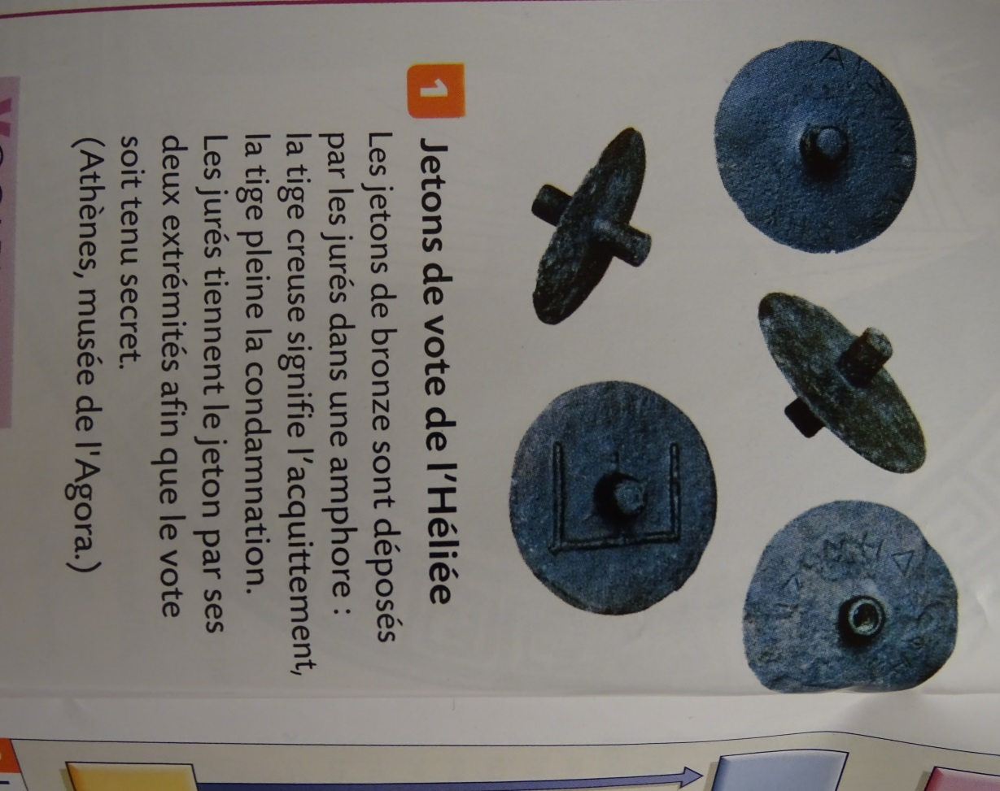 1 Jetons de vote de l'Héliée
Les jetons de bronze sont déposés
par les jurés dans une amphore :
la tige creuse signifie l'acquittement,
la tige pleine la condamnation.
Les jurés tiennent le jeton par ses
deux extrémités afin que le vote
soit tenu secret.
(Athènes, musée de l'Agora.)